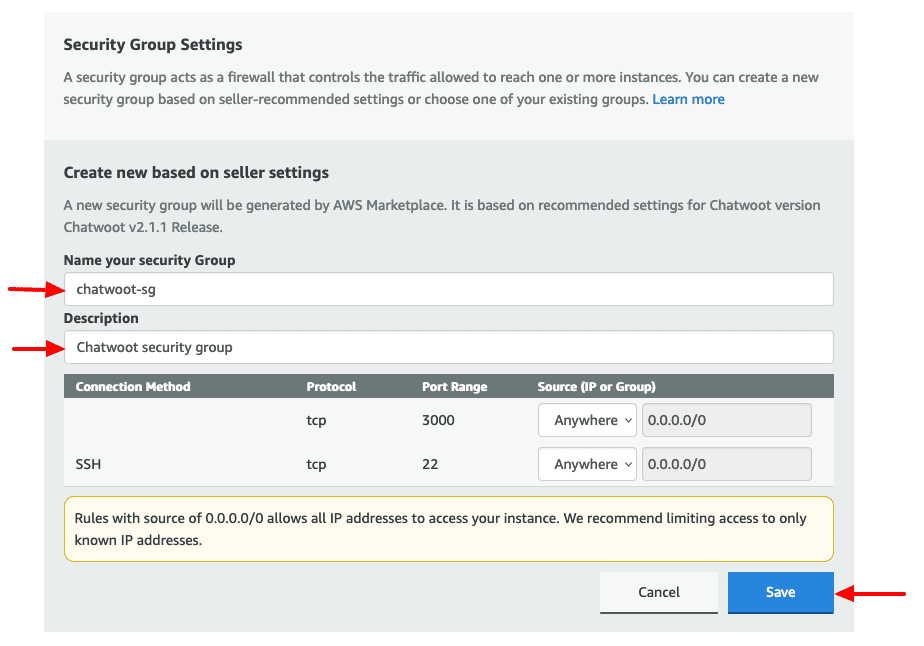 Security Group Settings
A security group acts as a firewall that controls the traffic allowed to reach one or more instances. You can create a new
security group based on seller-recommended settings or choose one of your existing groups. Learn more
Create new based on seller settings
A new security group will be generated by AWS Marketplace. It is based on recommended settings for Chatwoot version
Chatwoot v2.1.1 Release.
Name your security Group
chatwoot-sg
Description
Chatwoot security group
Connection Method Protocol Port Range Source (IP or Group)
tcp 3000 Anywhere 0.0.0.0/0
SSH tcp 22 Anywhere 0.0.0.0/0
Rules with source of 0.0.0.0/0 allows all IP addresses to access your instance. We recommend limiting access to only
known IP addresses.
Cancel Save